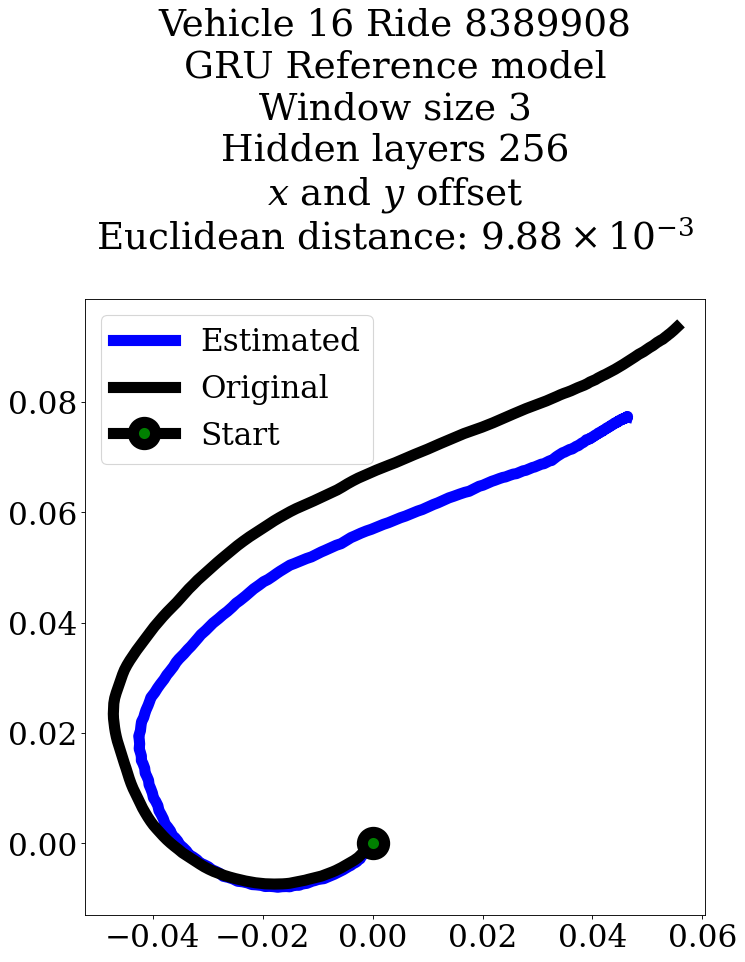 Vehicle 16 Ride 8389908
GRU Reference model
Window size 3
Hidden layers 256
x and y offset
Euclidean distance: 9.88 × 10⁻³
Estimated
Original
Start
0.08
0.06
0.04
0.02
0.00
−0.04 −0.02 0.00 0.02 0.04 0.06